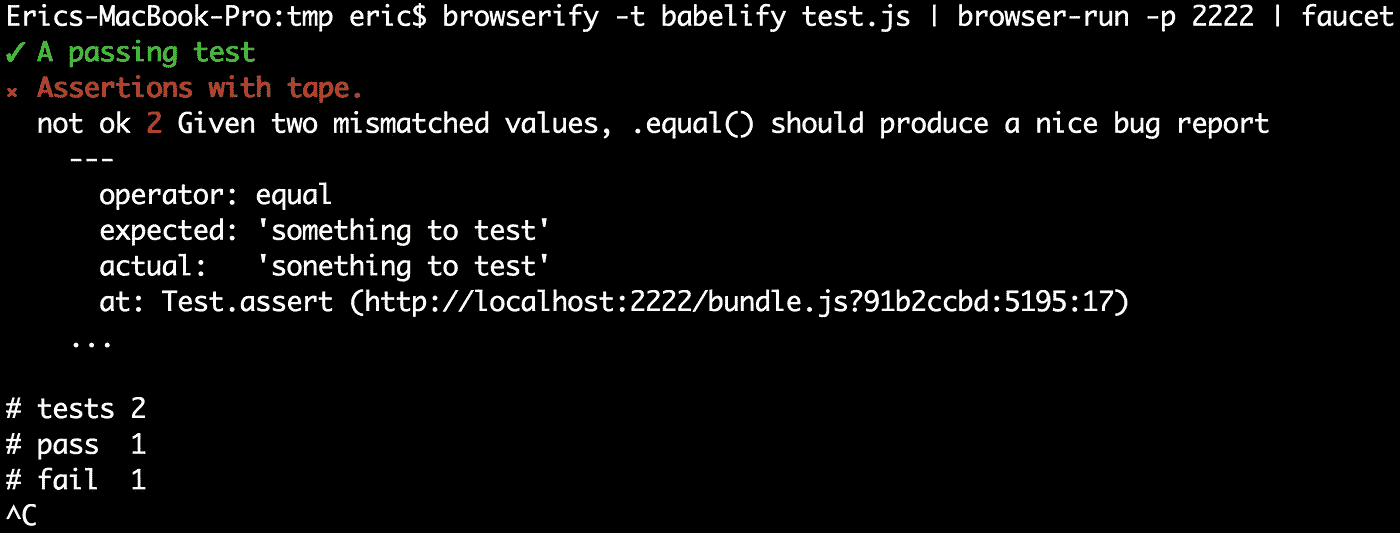 Erics-MacBook-Pro:tmp eric$ browserify -t babelify test.js | browser-run -p 2222 | faucet
✓ A passing test
× Assertions with tape.
not ok 2 Given two mismatched values, .equal() should produce a nice bug report
---
operator: equal
expected: 'something to test'
actual:   'sonething to test'
at: Test.assert (http://localhost:2222/bundle.js?91b2ccbd:5195:17)
...
# tests 2
# pass  1
# fail  1
^C